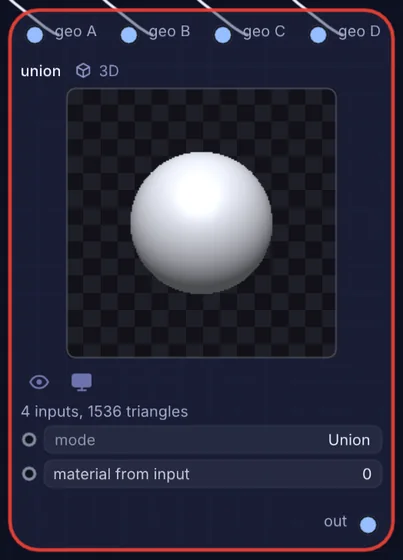 geo A geo B geo C geo D
union 3D
4 inputs, 1536 triangles
mode Union
material from input 0
out